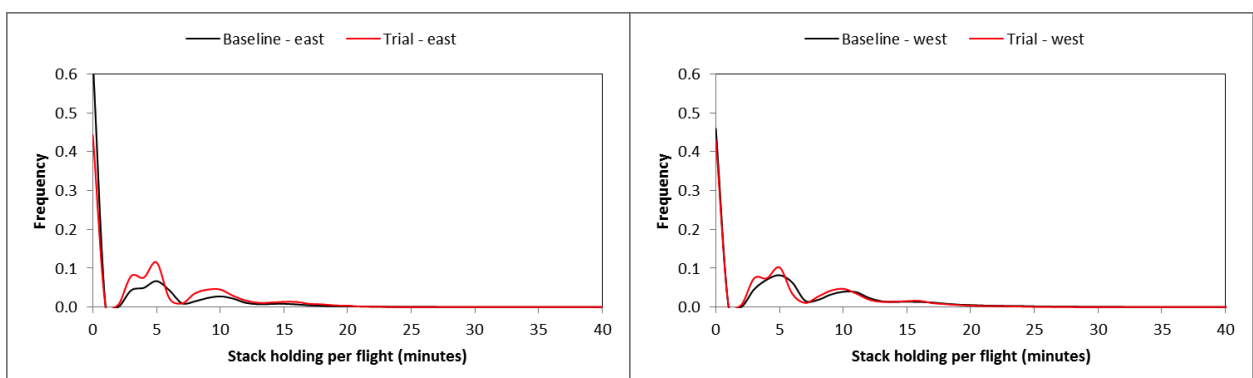 Baseline - east Trial - east
0.6
0.5
0.4
0.3
0.2
0.1
0.0
Frequency
0 5 10 15 20 25 30 35 40
Stack holding per flight (minutes)
Baseline - west Trial - west
0.6
0.5
0.4
0.3
0.2
0.1
0.0
Frequency
0 5 10 15 20 25 30 35 40
Stack holding per flight (minutes)